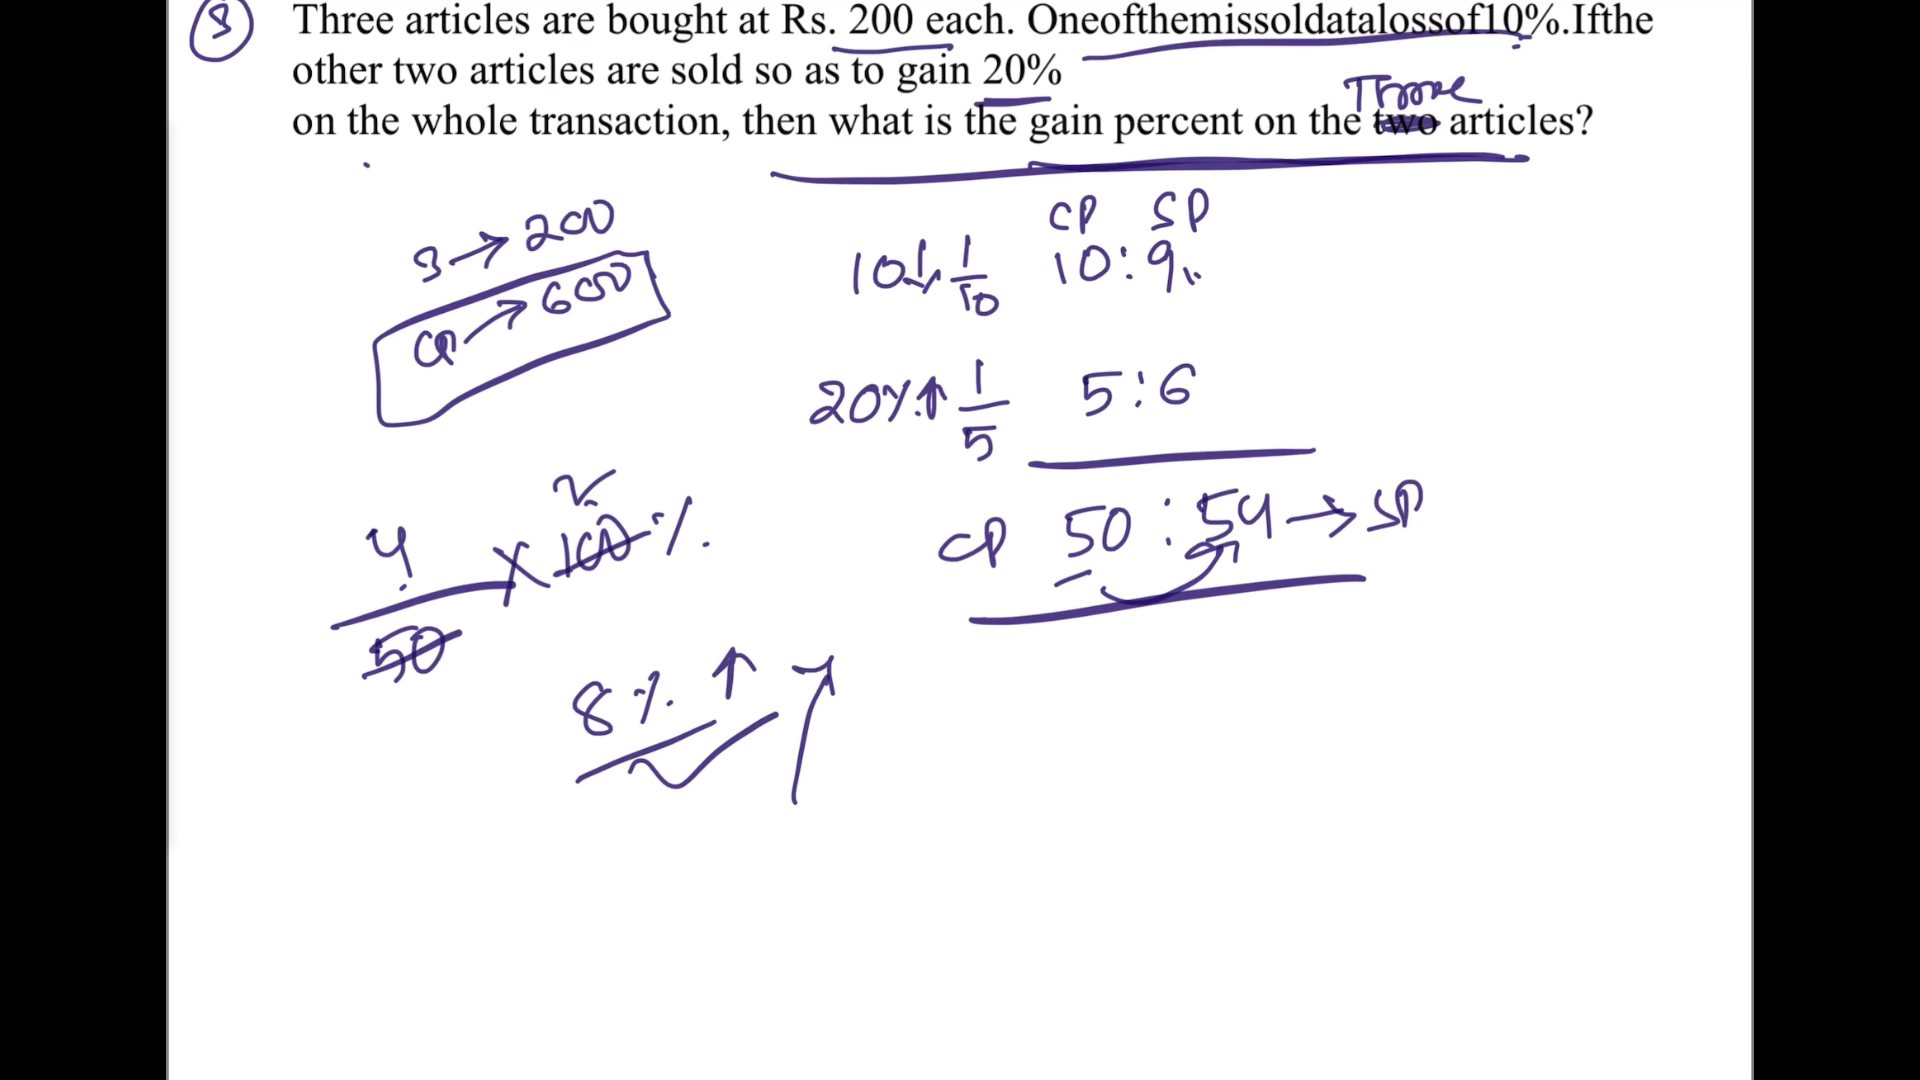 8
Three articles are bought at Rs. 200 each. Oneofthemissoldatalossof10%.Ifthe
other two articles are sold so as to gain 20%
Three
on the whole transaction, then what is the gain percent on the two articles?
3 → 200
CP → 600
CP SP
10%↓ 1/10 10:9
20%↑ 1/5 5:6
CP 50:54 → SP
4/50 × 100%.
2
8% ↑